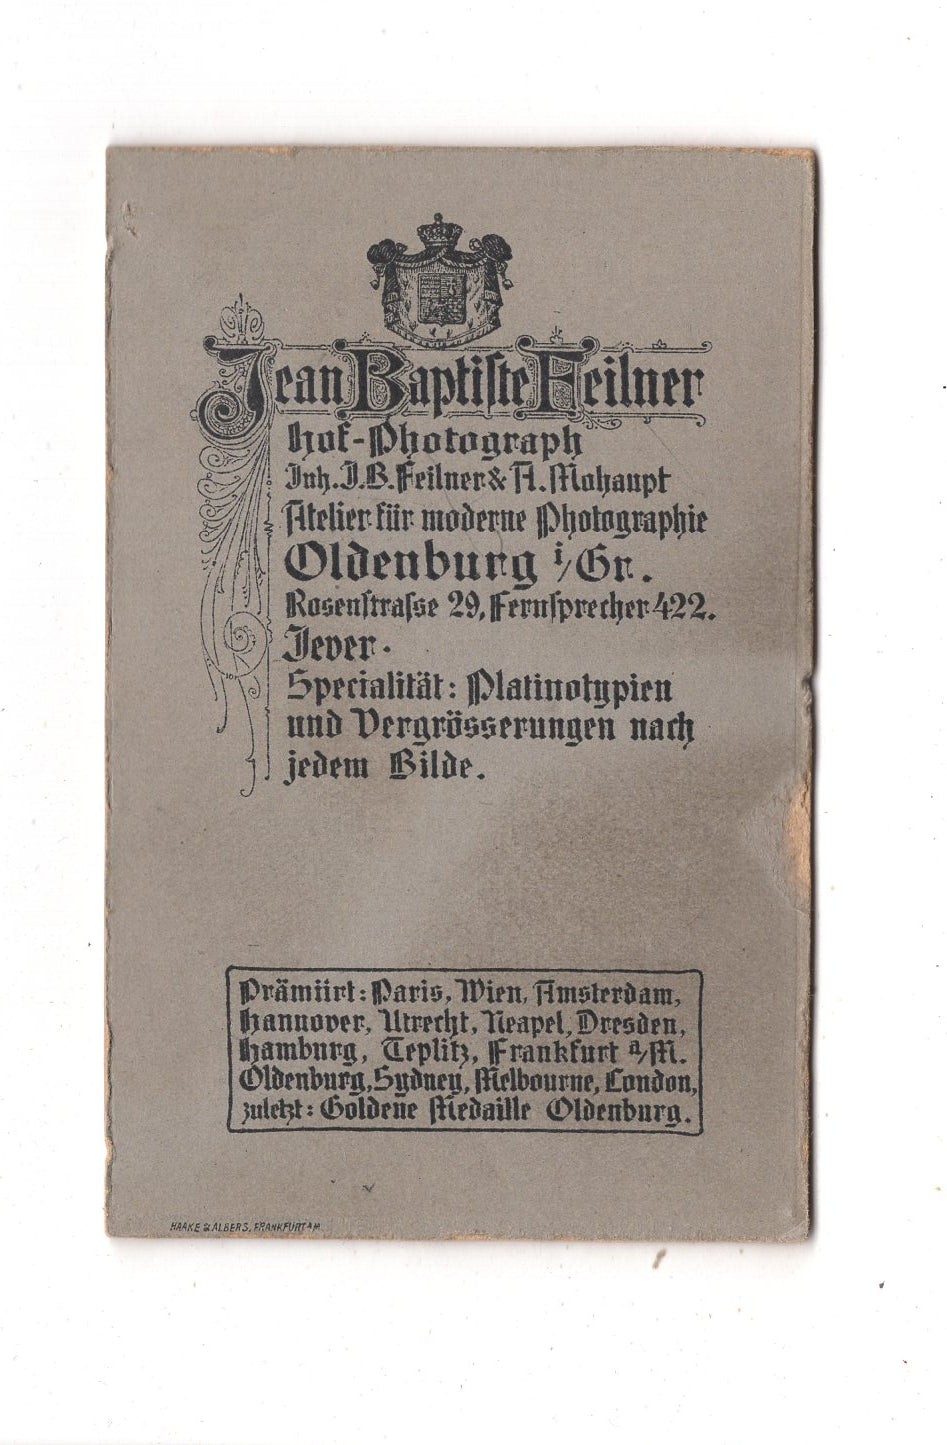 Jean Baptiste Feilner
Hof-Photograph
Inh. J. B. Feilner & A. Mohaupt
Atelier für moderne Photographie
Oldenburg i/Gr.
Rosenstrasse 29, Fernsprecher 422.
Jever.
Specialität: Platinotypien
und Vergrösserungen nach
jedem Bilde.
Prämiirt: Paris, Wien, Amsterdam,
Hannover, Utrecht, Neapel, Dresden,
Hamburg, Teplitz, Frankfurt a/M.
Oldenburg, Sydney, Melbourne, London,
zuletzt: Goldene Medaille Oldenburg.
HAAKE & ALBERS, FRANKFURT A M